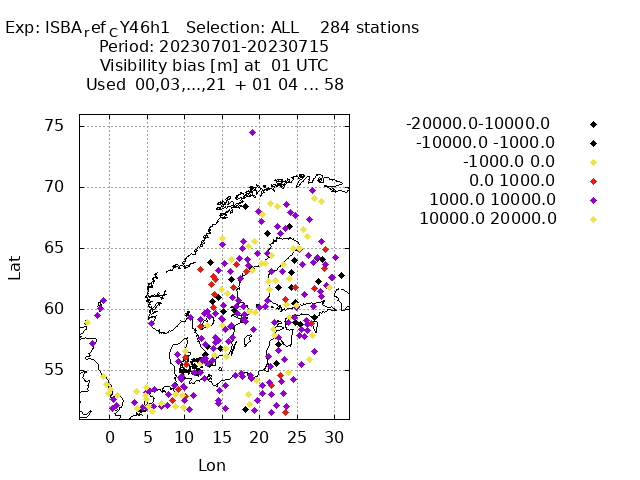 Exp: ISBA_ref_CY46h1 Selection: ALL 284 stations
Period: 20230701-20230715
Visibility bias [m] at 01 UTC
Used 00,03,...,21 + 01 04 ... 58
-20000.0-10000.0
-10000.0 -1000.0
-1000.0 0.0
0.0 1000.0
1000.0 10000.0
10000.0 20000.0
75
70
65
60
55
Lat
0 5 10 15 20 25 30
Lon